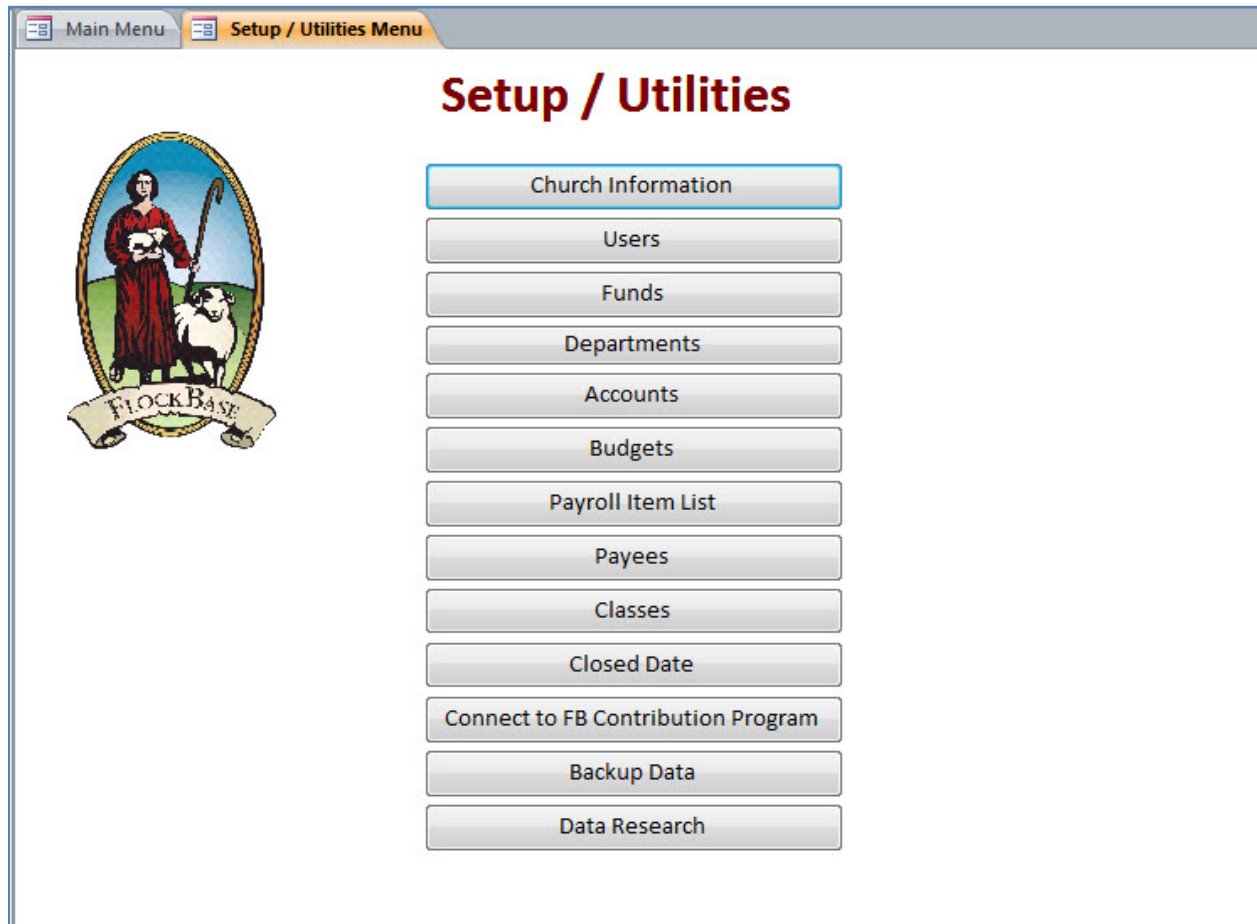 Main Menu
Setup / Utilities Menu
Setup / Utilities
FLOCKBASE
Church Information
Users
Funds
Departments
Accounts
Budgets
Payroll Item List
Payees
Classes
Closed Date
Connect to FB Contribution Program
Backup Data
Data Research